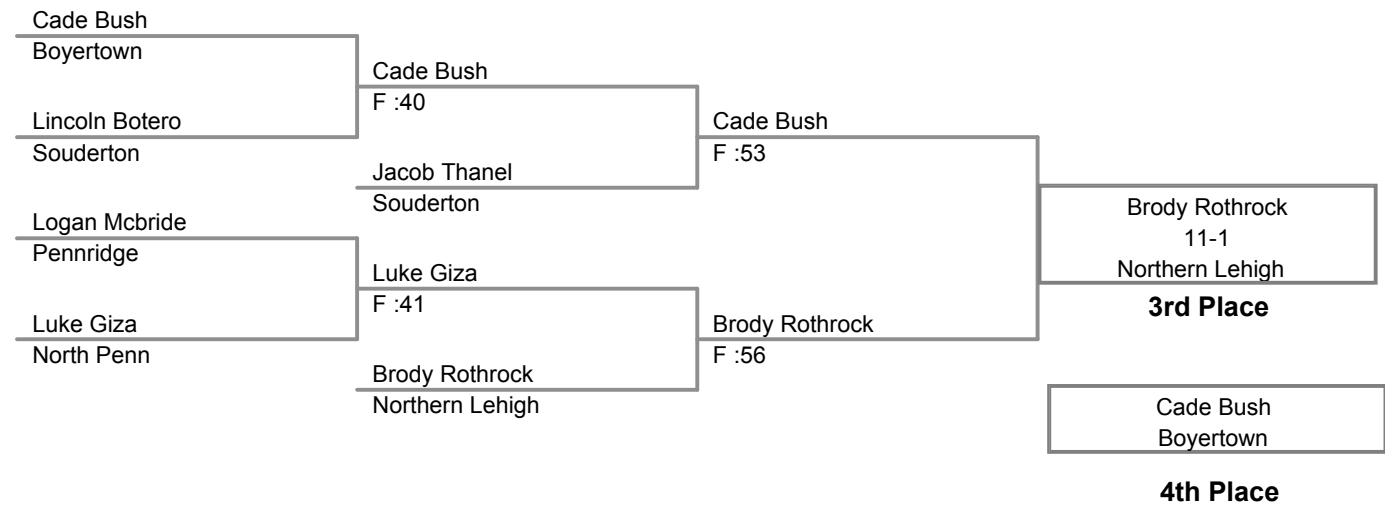 Cade Bush
Boyertown
Lincoln Botero
Souderton
Logan Mcbride
Pennridge
Luke Giza
North Penn
Cade Bush
F :40
Jacob Thanel
Souderton
Luke Giza
F :41
Brody Rothrock
Northern Lehigh
Cade Bush
F :53
Brody Rothrock
F :56
Brody Rothrock
11-1
Northern Lehigh
3rd Place
Cade Bush
Boyertown
4th Place